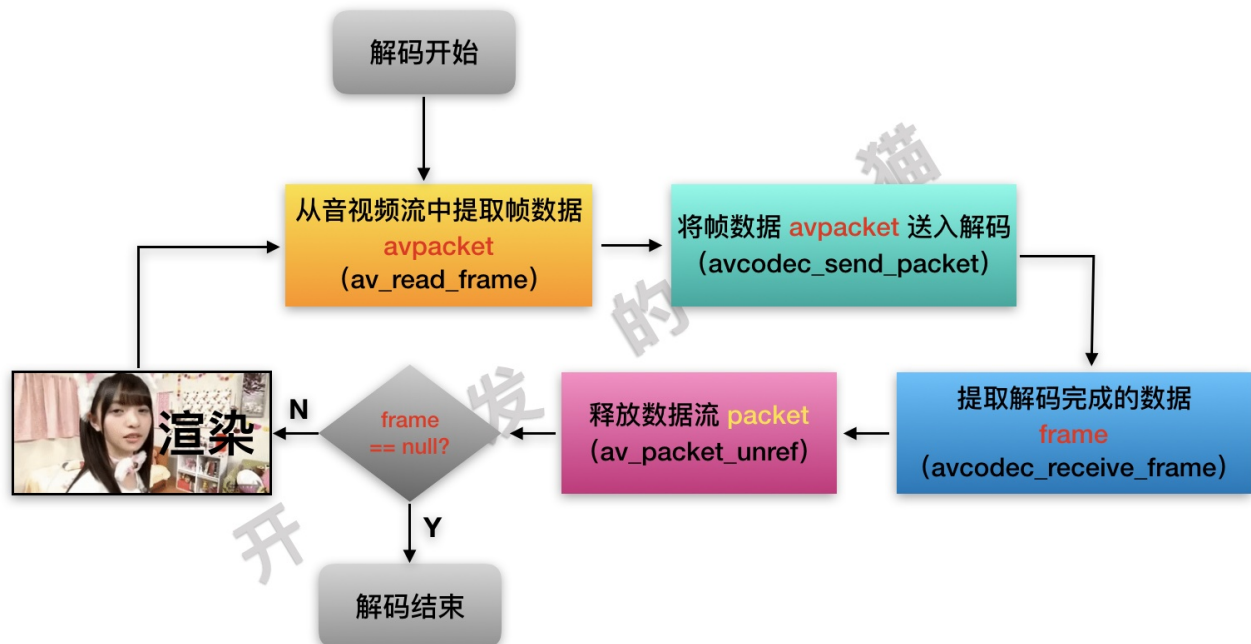 解码开始
从音视频流中提取帧数据
avpacket
（av_read_frame）
将帧数据 avpacket 送入解码
（avcodec_send_packet）
提取解码完成的数据
frame
（avcodec_receive_frame）
释放数据流 packet
（av_packet_unref）
frame
== null?
N
渲染
Y
解码结束
开发的猫